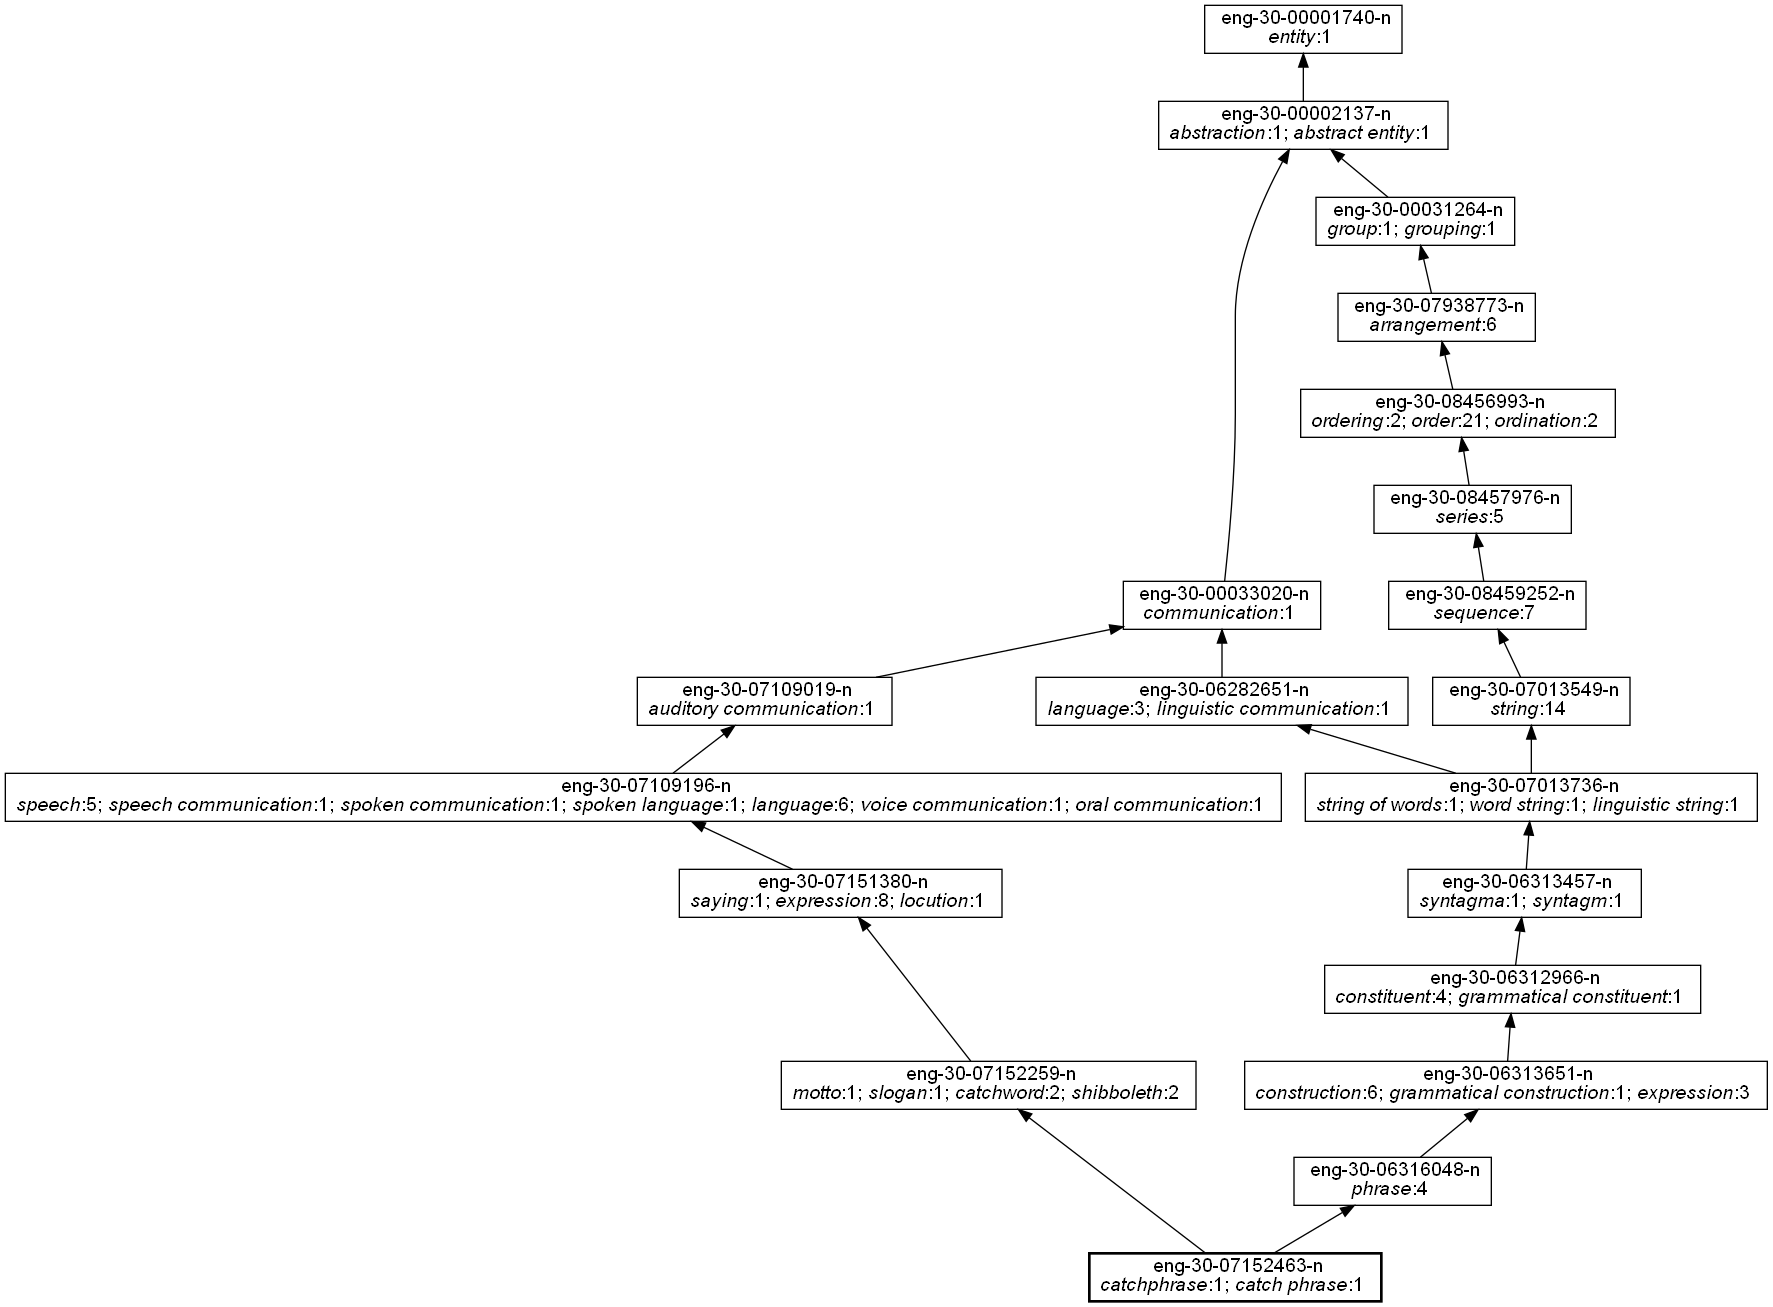 eng-30-00001740-n
entity:1
eng-30-00002137-n
abstraction:1; abstract entity:1
eng-30-00031264-n
group:1; grouping:1
eng-30-07938773-n
arrangement:6
eng-30-08456993-n
ordering:2; order:21; ordination:2
eng-30-08457976-n
series:5
eng-30-00033020-n
communication:1
eng-30-08459252-n
sequence:7
eng-30-07109019-n
auditory communication:1
eng-30-06282651-n
language:3; linguistic communication:1
eng-30-07013549-n
string:14
eng-30-07109196-n
speech:5; speech communication:1; spoken communication:1; spoken language:1; language:6; voice communication:1; oral communication:1
eng-30-07013736-n
string of words:1; word string:1; linguistic string:1
eng-30-07151380-n
saying:1; expression:8; locution:1
eng-30-06313457-n
syntagma:1; syntagm:1
eng-30-06312966-n
constituent:4; grammatical constituent:1
eng-30-07152259-n
motto:1; slogan:1; catchword:2; shibboleth:2
eng-30-06313651-n
construction:6; grammatical construction:1; expression:3
eng-30-06316048-n
phrase:4
eng-30-07152463-n
catchphrase:1; catch phrase:1